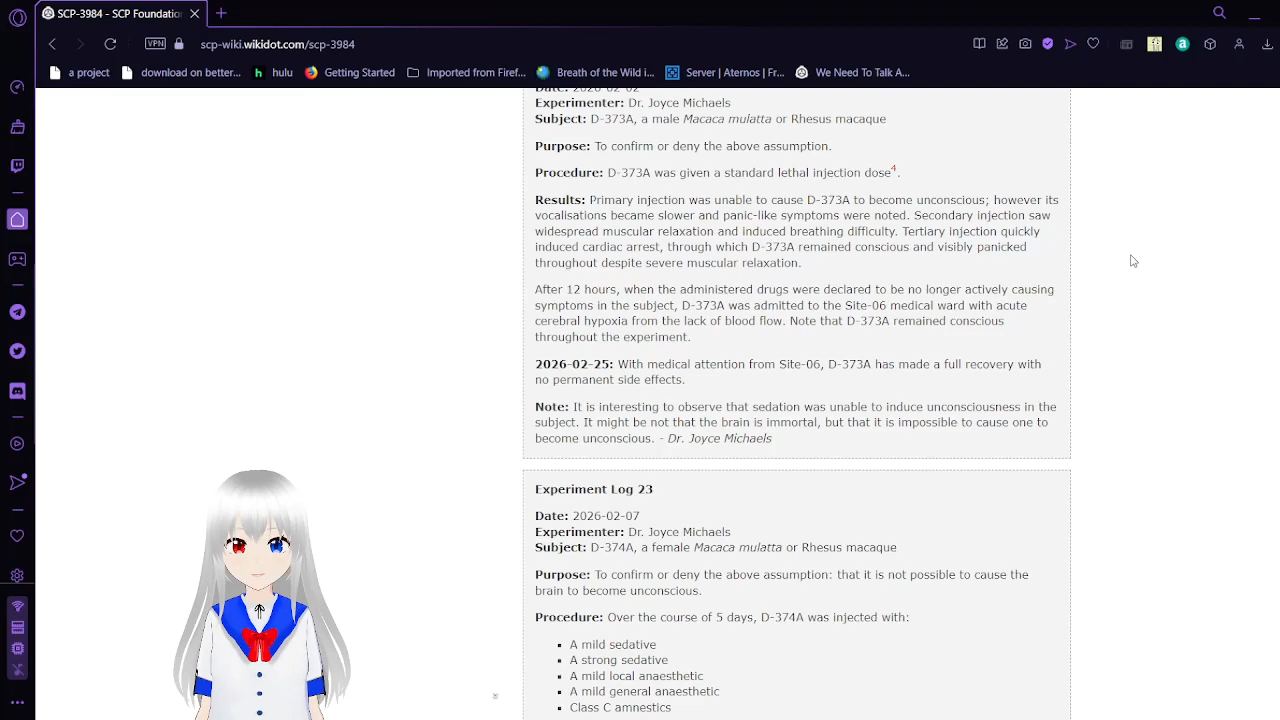 SCP-3984 - SCP Foundation
VPN
scp-wiki.wikidot.com/scp-3984
a project
download on better...
hulu
Getting Started
Imported from Firef...
Breath of the Wild i...
Server | Aternos | Fr...
We Need To Talk A...
Date: 2026-02-02
Experimenter: Dr. Joyce Michaels
Subject: D-373A, a male Macaca mulatta or Rhesus macaque
Purpose: To confirm or deny the above assumption.
Procedure: D-373A was given a standard lethal injection dose4.
Results: Primary injection was unable to cause D-373A to become unconscious; however its
vocalisations became slower and panic-like symptoms were noted. Secondary injection saw
widespread muscular relaxation and induced breathing difficulty. Tertiary injection quickly
induced cardiac arrest, through which D-373A remained conscious and visibly panicked
throughout despite severe muscular relaxation.
After 12 hours, when the administered drugs were declared to be no longer actively causing
symptoms in the subject, D-373A was admitted to the Site-06 medical ward with acute
cerebral hypoxia from the lack of blood flow. Note that D-373A remained conscious
throughout the experiment.
2026-02-25: With medical attention from Site-06, D-373A has made a full recovery with
no permanent side effects.
Note: It is interesting to observe that sedation was unable to induce unconsciousness in the
subject. It might be not that the brain is immortal, but that it is impossible to cause one to
become unconscious. - Dr. Joyce Michaels
Experiment Log 23
Date: 2026-02-07
Experimenter: Dr. Joyce Michaels
Subject: D-374A, a female Macaca mulatta or Rhesus macaque
Purpose: To confirm or deny the above assumption: that it is not possible to cause the
brain to become unconscious.
Procedure: Over the course of 5 days, D-374A was injected with:
▪ A mild sedative
▪ A strong sedative
▪ A mild local anaesthetic
▪ A mild general anaesthetic
▪ Class C amnestics